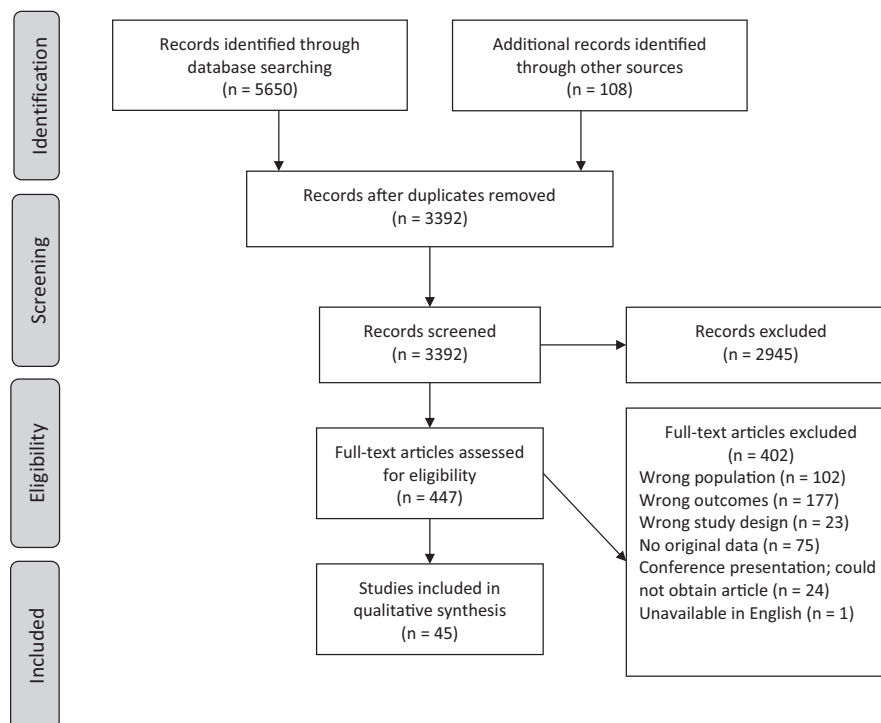 Identification
Records identified through
database searching
(n = 5650)
Additional records identified
through other sources
(n = 108)
Records after duplicates removed
(n = 3392)
Screening
Records screened
(n = 3392)
Records excluded
(n = 2945)
Eligibility
Full-text articles assessed
for eligibility
(n = 447)
Full-text articles excluded
(n = 402)
Wrong population (n = 102)
Wrong outcomes (n = 177)
Wrong study design (n = 23)
No original data (n = 75)
Conference presentation; could
not obtain article (n = 24)
Unavailable in English (n = 1)
Included
Studies included in
qualitative synthesis
(n = 45)